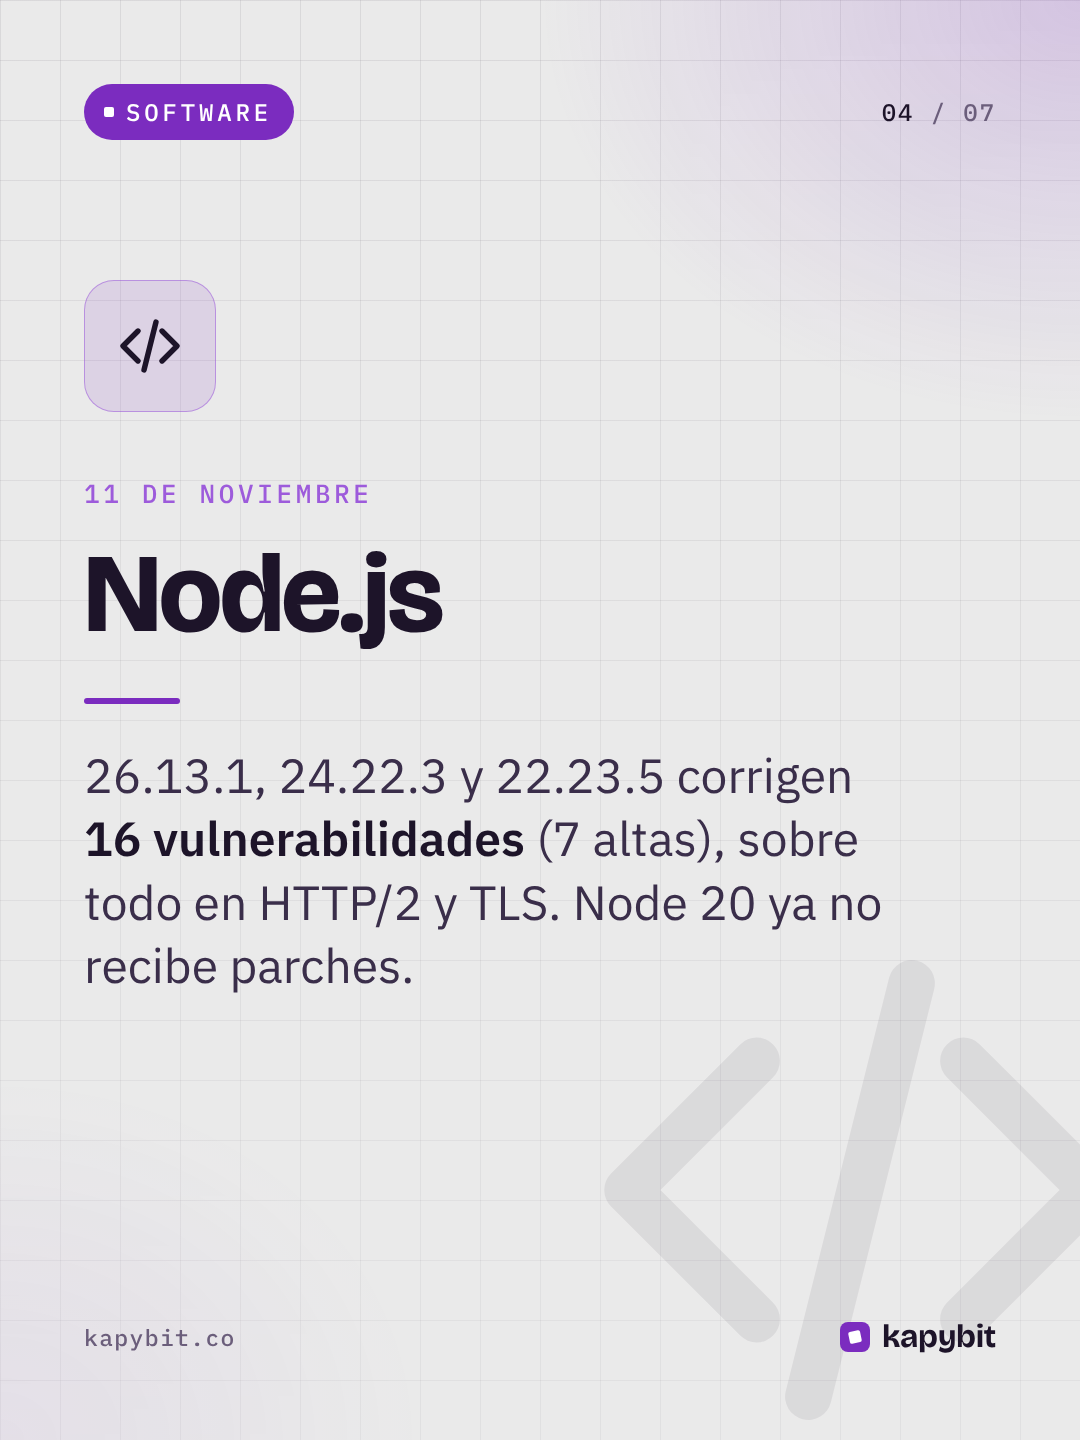 SOFTWARE
04 / 07
</>
11 DE NOVIEMBRE
Node.js
26.13.1, 24.22.3 y 22.23.5 corrigen
16 vulnerabilidades (7 altas), sobre
todo en HTTP/2 y TLS. Node 20 ya no
recibe parches.
kapybit.co
kapybit